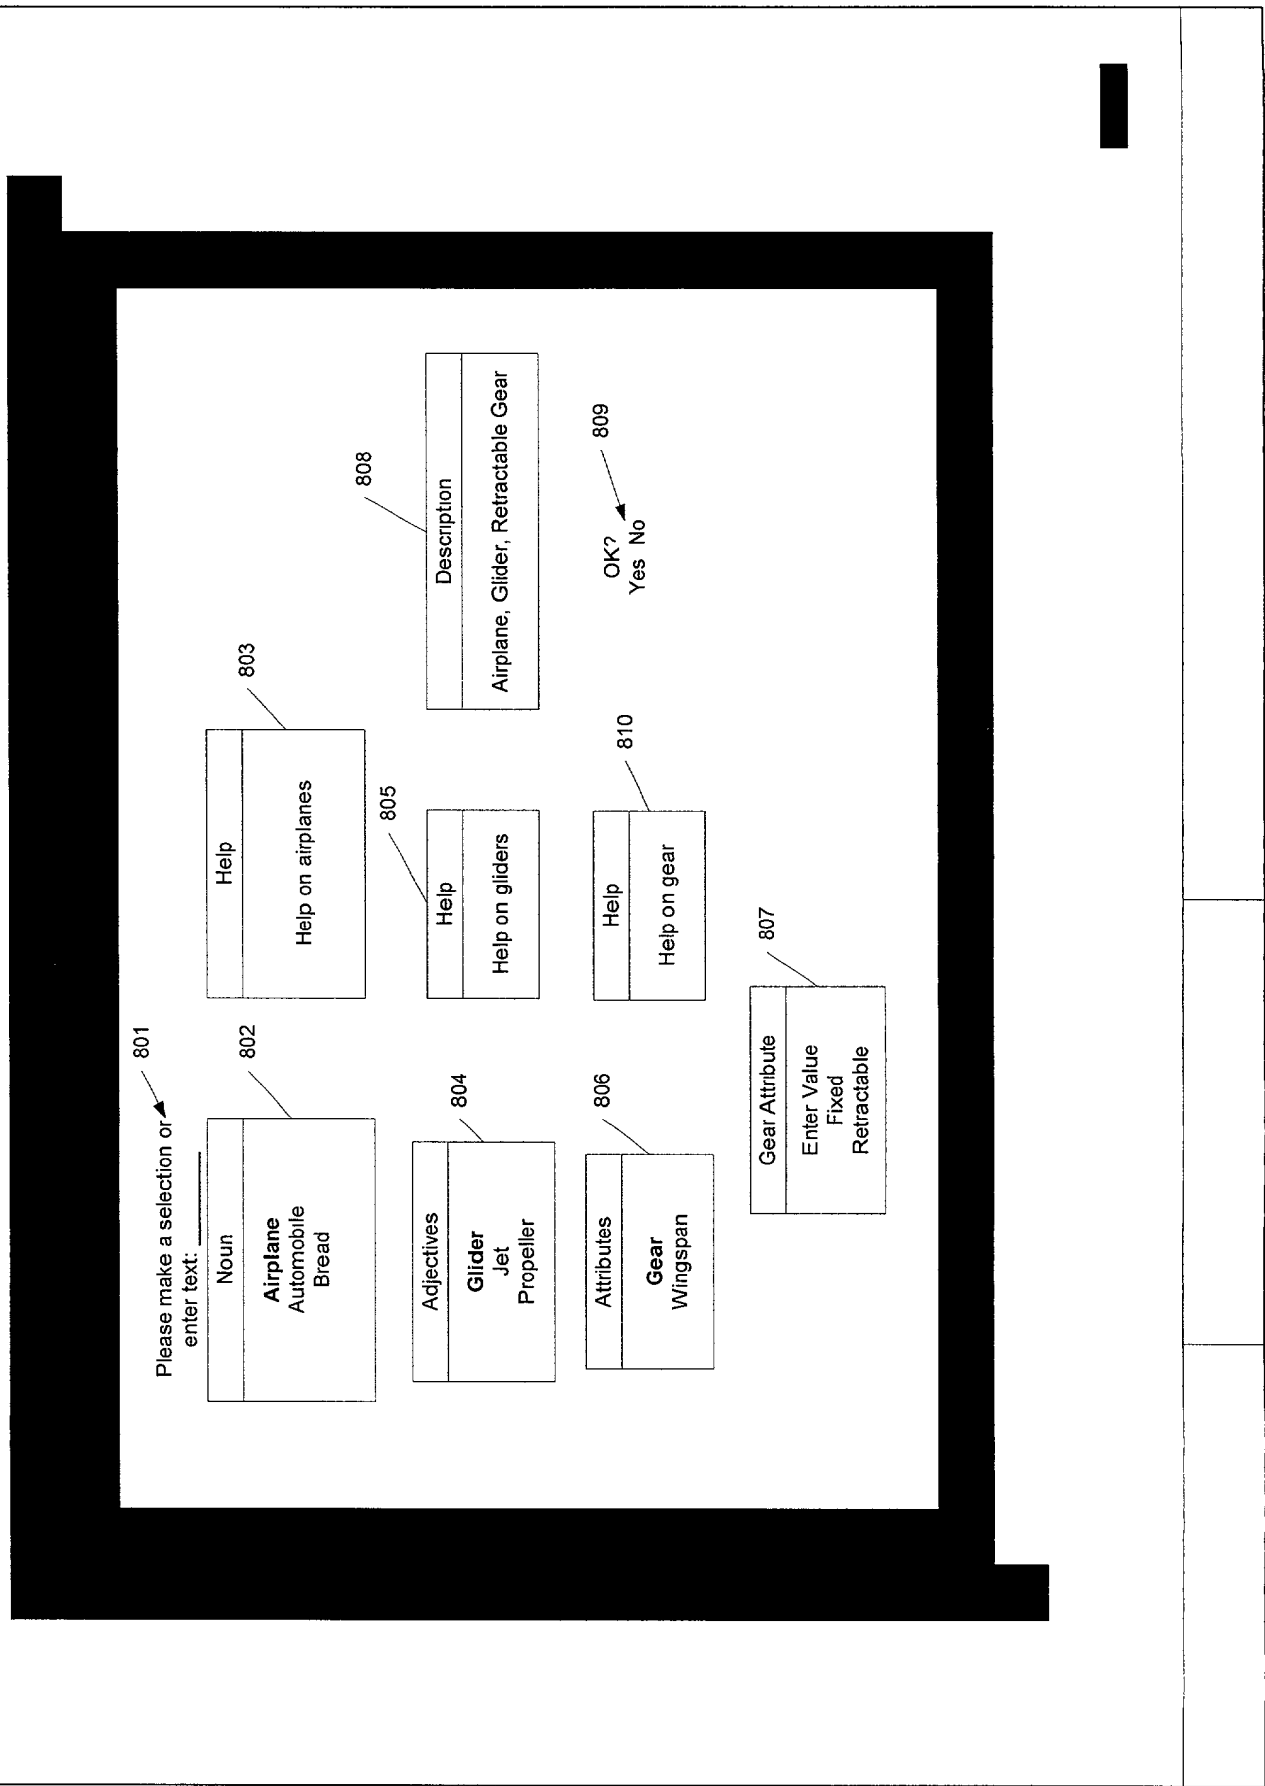 Please make a selection or
enter text:
801
Noun
Airplane
Automobile
Bread
802
Help
Help on airplanes
803
Adjectives
Glider
Jet
Propeller
804
Help
Help on gliders
805
Description
Airplane, Glider, Retractable Gear
808
Attributes
Gear
Wingspan
806
Help
Help on gear
810
OK?
Yes No
809
Gear Attribute
Enter Value
Fixed
Retractable
807